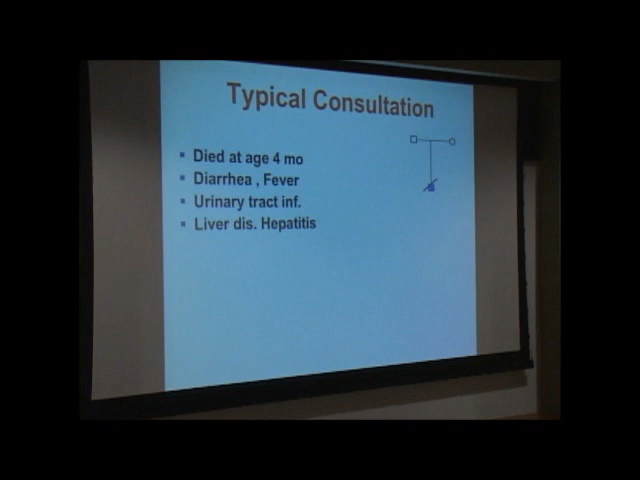 Typical Consultation
Died at age 4 mo
Diarrhea , Fever
Urinary tract inf.
Liver dis. Hepatitis